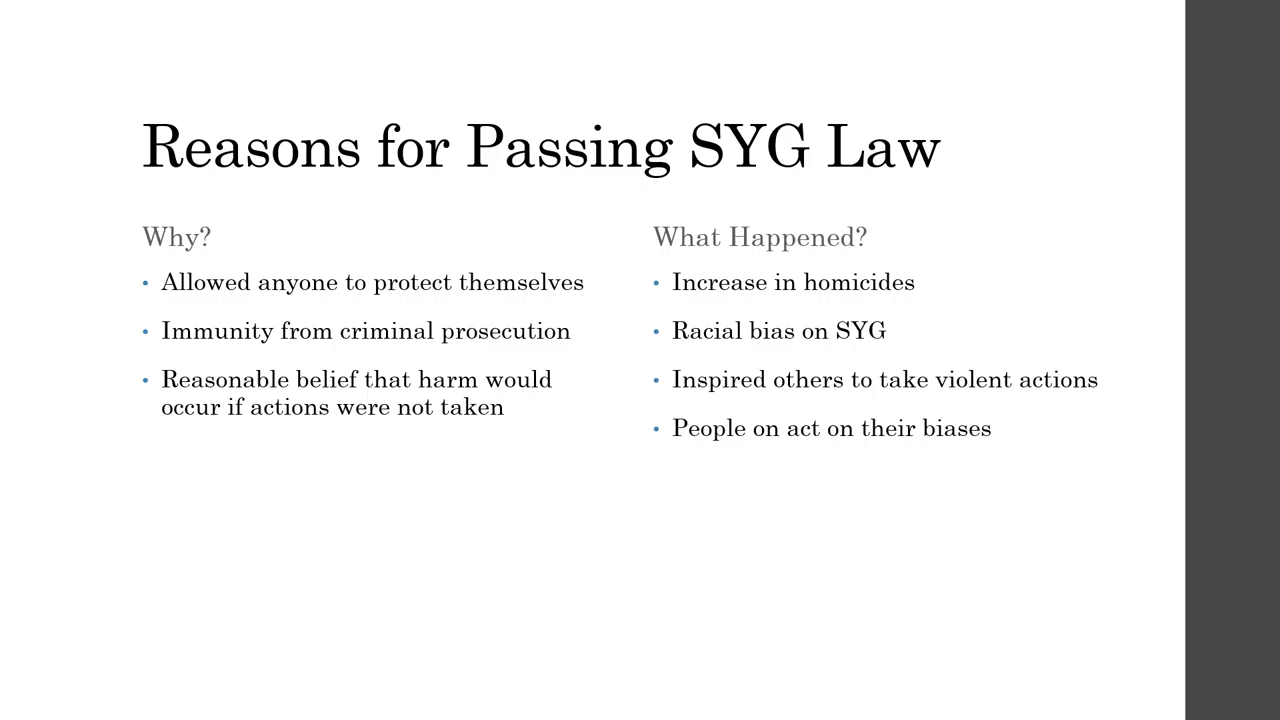 Reasons for Passing SYG Law
Why?
• Allowed anyone to protect themselves
• Immunity from criminal prosecution
• Reasonable belief that harm would
occur if actions were not taken
What Happened?
• Increase in homicides
• Racial bias on SYG
• Inspired others to take violent actions
• People on act on their biases